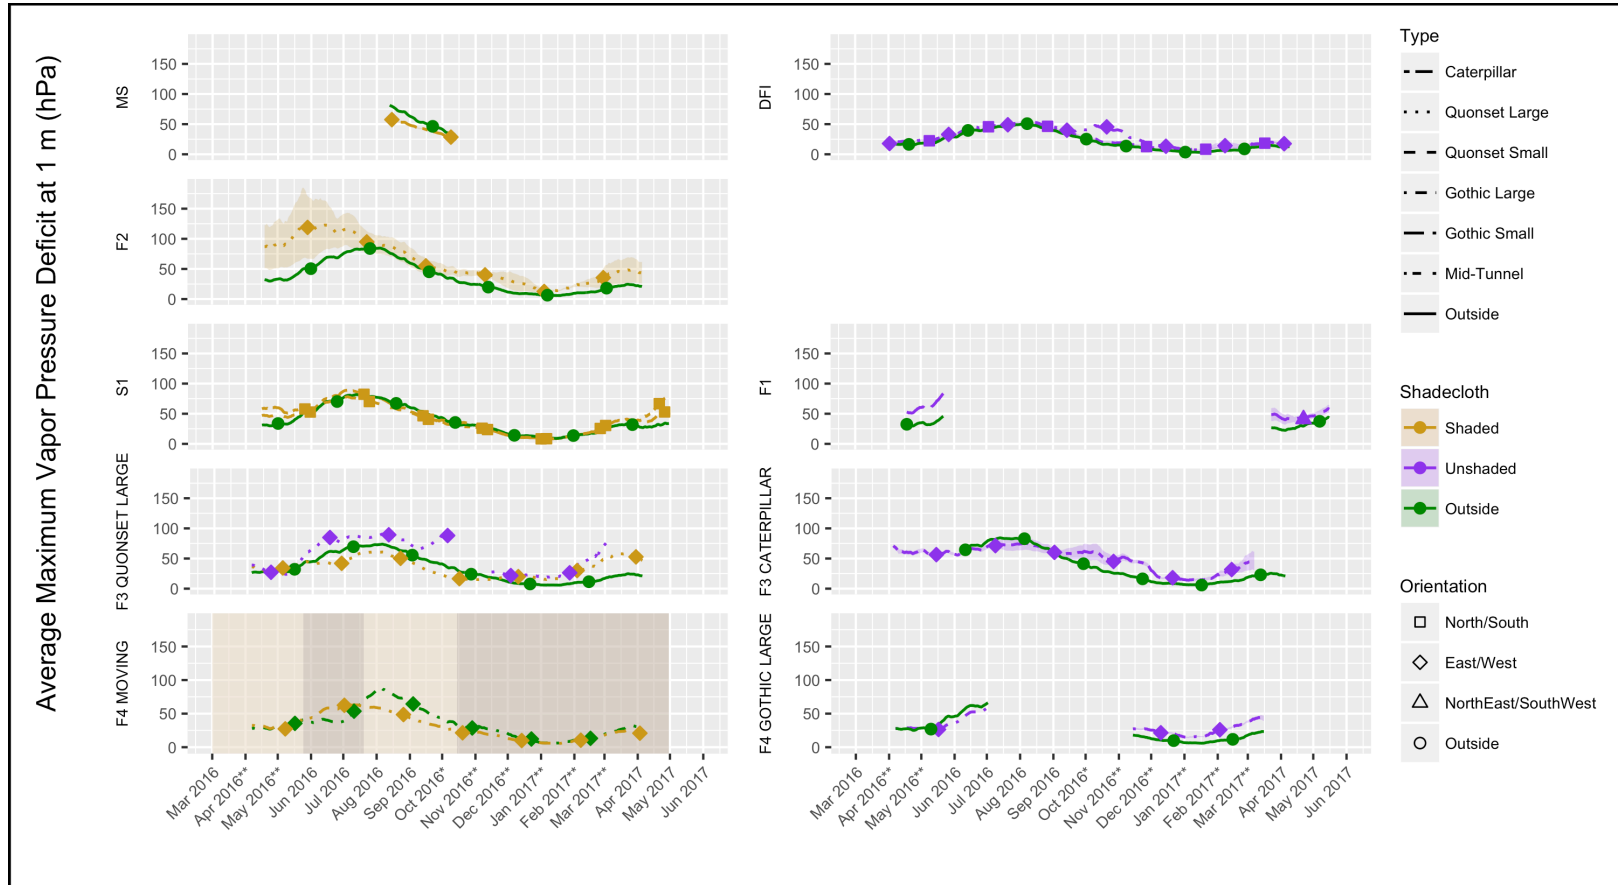 Average Maximum Vapor Pressure Deficit at 1 m (hPa)
MS
150
100
50
0
DFI
150
100
50
0
F2
150
100
50
0
S1
150
100
50
0
F1
150
100
50
0
F3 QUONSET LARGE
150
100
50
0
F3 CATERPILLAR
150
100
50
0
F4 MOVING
150
100
50
0
F4 GOTHIC LARGE
150
100
50
0
Mar 2016
Apr 2016**
May 2016**
Jun 2016
Jul 2016
Aug 2016
Sep 2016
Oct 2016*
Nov 2016**
Dec 2016**
Jan 2017**
Feb 2017**
Mar 2017**
Apr 2017
May 2017
Jun 2017
Mar 2016
Apr 2016**
May 2016**
Jun 2016
Jul 2016
Aug 2016
Sep 2016
Oct 2016*
Nov 2016**
Dec 2016**
Jan 2017**
Feb 2017**
Mar 2017**
Apr 2017
May 2017
Jun 2017
Type
Caterpillar
Quonset Large
Quonset Small
Gothic Large
Gothic Small
Mid-Tunnel
Outside
Shadecloth
Shaded
Unshaded
Outside
Orientation
North/South
East/West
NorthEast/SouthWest
Outside